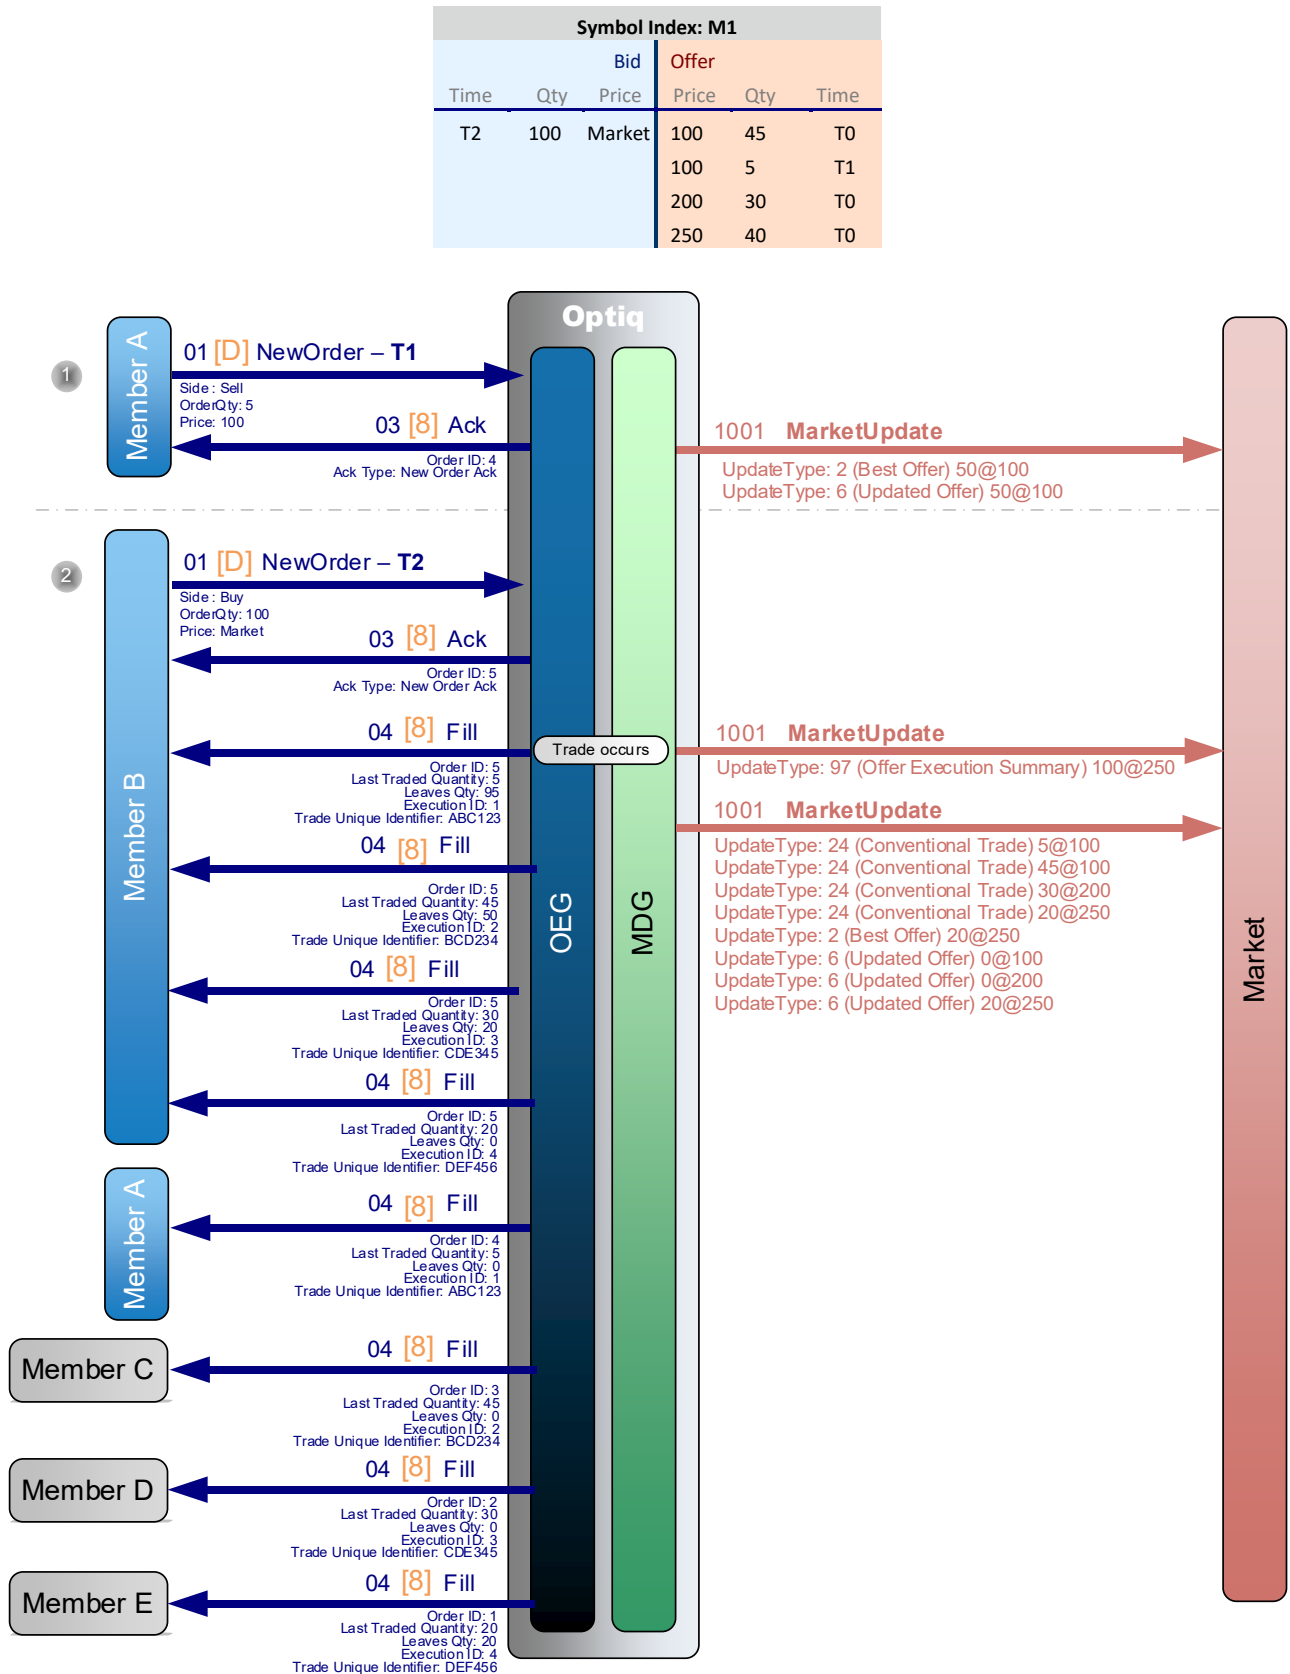 Symbol Index: M1
Bid Offer
Time Qty Price Price Qty Time
T2 100 Market 100 45 T0
100 5 T1
200 30 T0
250 40 T0
Optiq
Member A
1
01 [D] NewOrder – T1
Side : Sell
OrderQty: 5
Price: 100
03 [8] Ack
Order ID: 4
Ack Type: New Order Ack
1001 MarketUpdate
UpdateType: 2 (Best Offer) 50@100
UpdateType: 6 (Updated Offer) 50@100
2
Member B
01 [D] NewOrder – T2
Side : Buy
OrderQty: 100
Price: Market
03 [8] Ack
Order ID: 5
Ack Type: New Order Ack
04 [8] Fill
Order ID: 5
Last Traded Quantity: 5
Leaves Qty: 95
Execution ID: 1
Trade Unique Identifier: ABC123
Trade occurs
1001 MarketUpdate
UpdateType: 97 (Offer Execution Summary) 100@250
1001 MarketUpdate
UpdateType: 24 (Conventional Trade) 5@100
UpdateType: 24 (Conventional Trade) 45@100
UpdateType: 24 (Conventional Trade) 30@200
UpdateType: 24 (Conventional Trade) 20@250
UpdateType: 2 (Best Offer) 20@250
UpdateType: 6 (Updated Offer) 0@100
UpdateType: 6 (Updated Offer) 0@200
UpdateType: 6 (Updated Offer) 20@250
OEG
MDG
Market
04 [8] Fill
Order ID: 5
Last Traded Quantity: 45
Leaves Qty: 50
Execution ID: 2
Trade Unique Identifier: BCD234
04 [8] Fill
Order ID: 5
Last Traded Quantity: 30
Leaves Qty: 20
Execution ID: 3
Trade Unique Identifier: CDE345
04 [8] Fill
Order ID: 5
Last Traded Quantity: 20
Leaves Qty: 0
Execution ID: 4
Trade Unique Identifier: DEF456
Member A
04 [8] Fill
Order ID: 4
Last Traded Quantity: 5
Leaves Qty: 0
Execution ID: 1
Trade Unique Identifier: ABC123
Member C
04 [8] Fill
Order ID: 3
Last Traded Quantity: 45
Leaves Qty: 0
Execution ID: 2
Trade Unique Identifier: BCD234
Member D
04 [8] Fill
Order ID: 2
Last Traded Quantity: 30
Leaves Qty: 0
Execution ID: 3
Trade Unique Identifier: CDE345
Member E
04 [8] Fill
Order ID: 1
Last Traded Quantity: 20
Leaves Qty: 20
Execution ID: 4
Trade Unique Identifier: DEF456